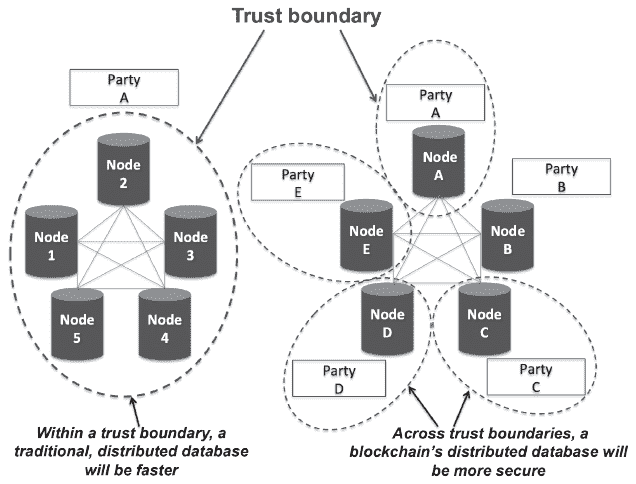 Trust boundary
Party
A
Node
2
Node
1
Node
3
Node
5
Node
4
Within a trust boundary, a
traditional, distributed database
will be faster
Party
A
Node
A
Party
B
Party
E
Node
E
Node
B
Node
D
Node
C
Party
D
Party
C
Across trust boundaries, a
blockchain's distributed database will
be more secure